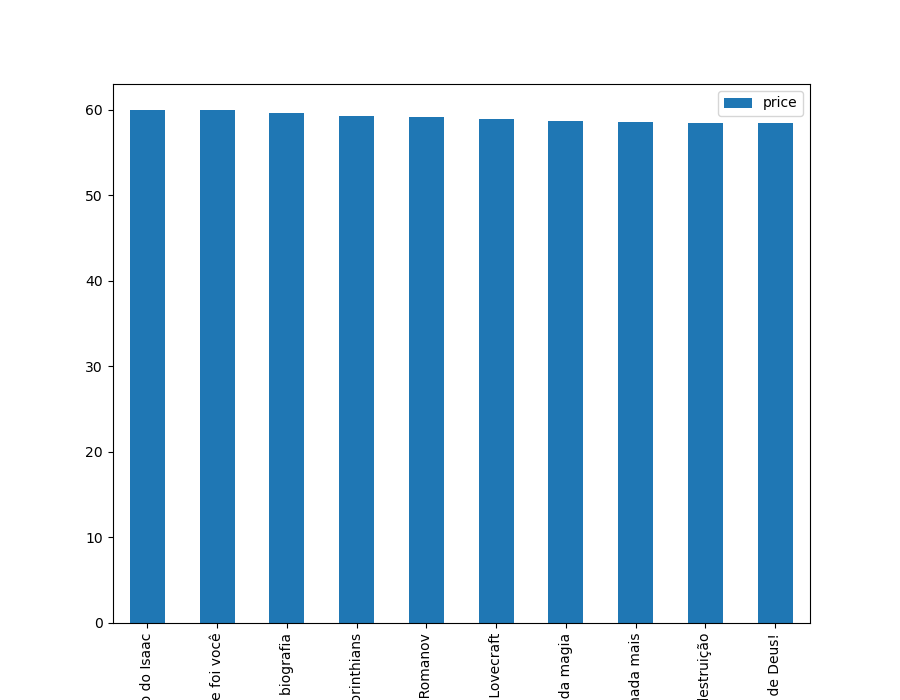 price
60
50
40
30
20
10
0
do Isaac
foi você
biografia
Romanov
Lovecraft
da magia
mais
de Deus!